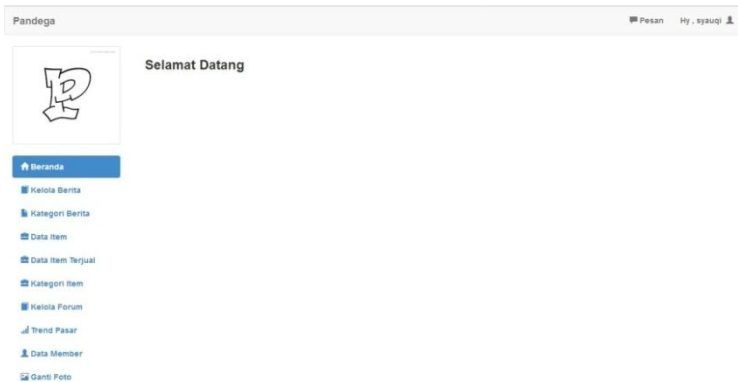 Pandega
Pesan
Hy , syauqi
Selamat Datang
Beranda
Kelola Berita
Kategori Berita
Data Item
Data Item Terjual
Kategori Item
Kelola Forum
Trend Pasar
Data Member
Ganti Foto